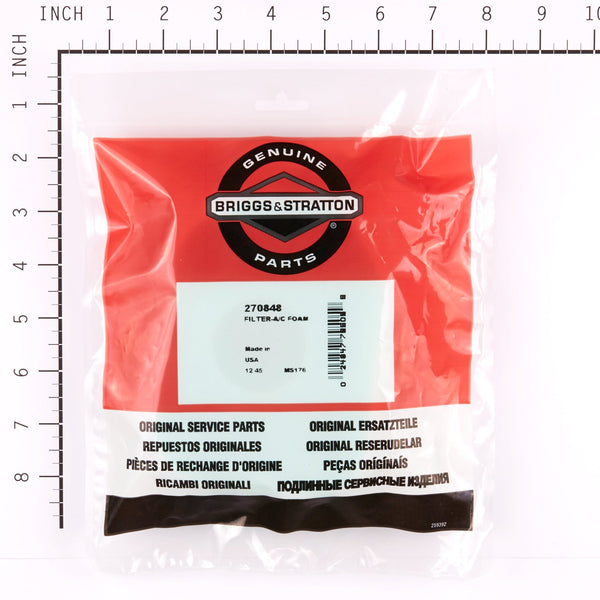 INCH 1 2 3 4 5 6 7 8 9 10
INCH
1
2
3
4
5
6
7
8
GENUINE
BRIGGS & STRATTON
®
PARTS
270848
FILTER-A/C FOAM
Made in
USA
12 45 MS176
ORIGINAL SERVICE PARTS
REPUESTOS ORIGINALES
PIÈCES DE RECHANGE D'ORIGINE
RICAMBI ORIGINALI
ORIGINAL ERSATZTEILE
ORIGINAL RESERUDELAR
PEÇAS ORÍGÍNAÍS
ПОДЛИННЫЕ СЕРВИСНЫЕ ИЗДЕЛИЯ